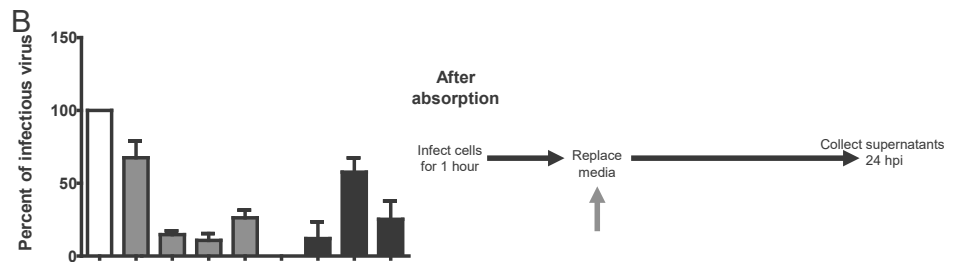 B
Percent of infectious virus
150
100
50
0
After
absorption
Infect cells
for 1 hour
Replace
media
Collect supernatants
24 hpi